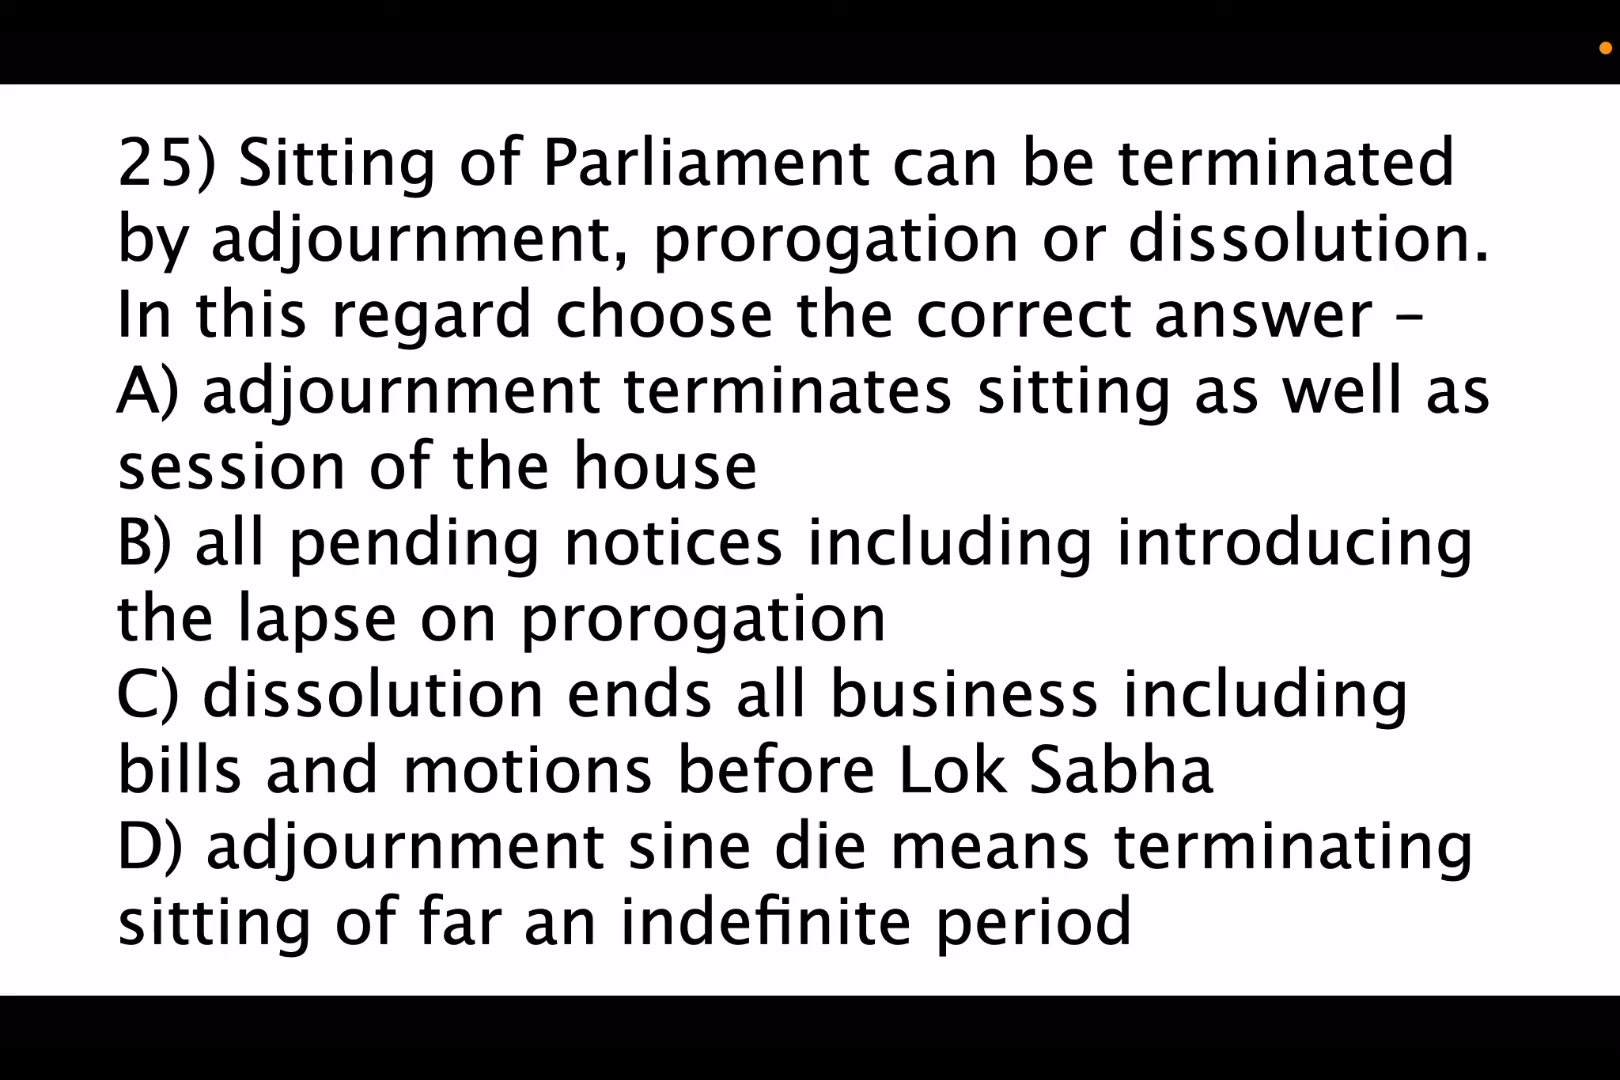 25) Sitting of Parliament can be terminated
by adjournment, prorogation or dissolution.
In this regard choose the correct answer –
A) adjournment terminates sitting as well as
session of the house
B) all pending notices including introducing
the lapse on prorogation
C) dissolution ends all business including
bills and motions before Lok Sabha
D) adjournment sine die means terminating
sitting of far an indefinite period